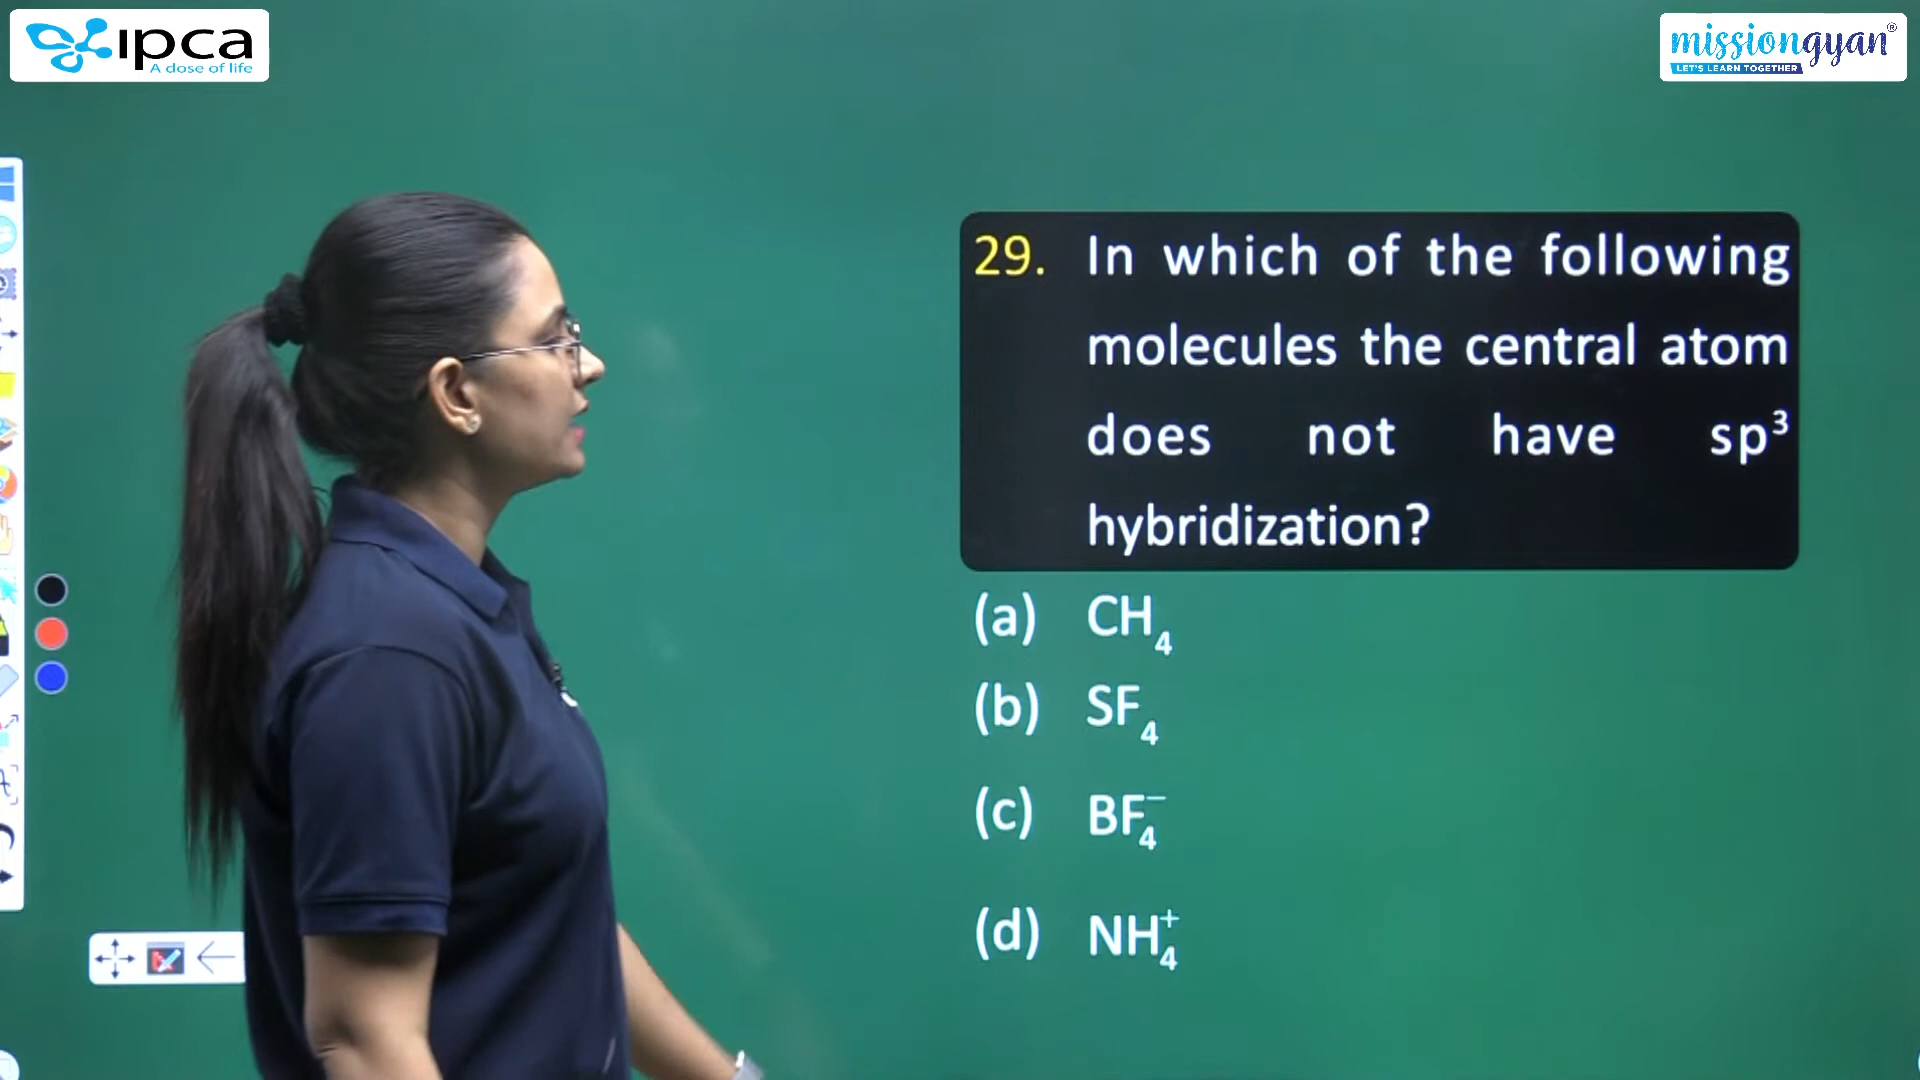 ipca
A dose of life
missiongyan®
LET'S LEARN TOGETHER
29. In which of the following
molecules the central atom
does not have sp³
hybridization?
(a) CH₄
(b) SF₄
(c) BF₄⁻
(d) NH₄⁺